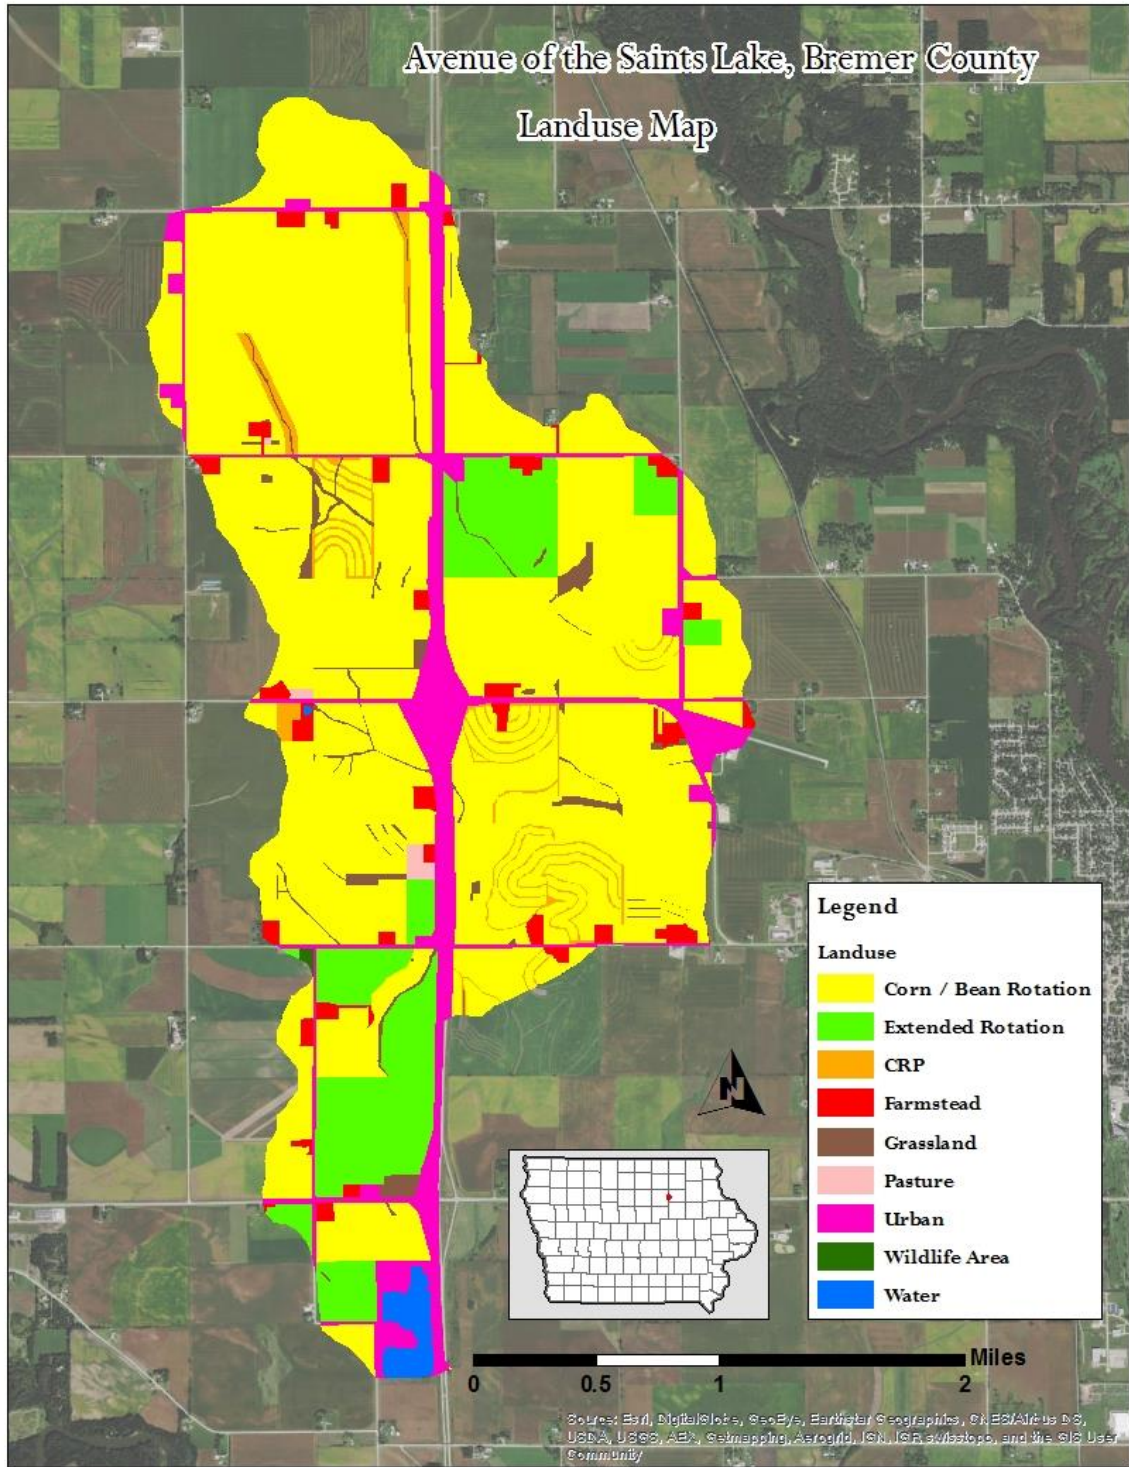 Avenue of the Saints Lake, Bremer County
Landuse Map
Legend
Landuse
Corn / Bean Rotation
Extended Rotation
CRP
Farmstead
Grassland
Pasture
Urban
Wildlife Area
Water
N
Miles
0 0.5 1 2
Source: Esri, DigitalGlobe, GeoEye, Earthstar Geographics, CNES/Airbus DS,
USDA, USGS, AEX, Getmapping, Aerogrid, IGN, IGP, swisstopo, and the GIS User
Community